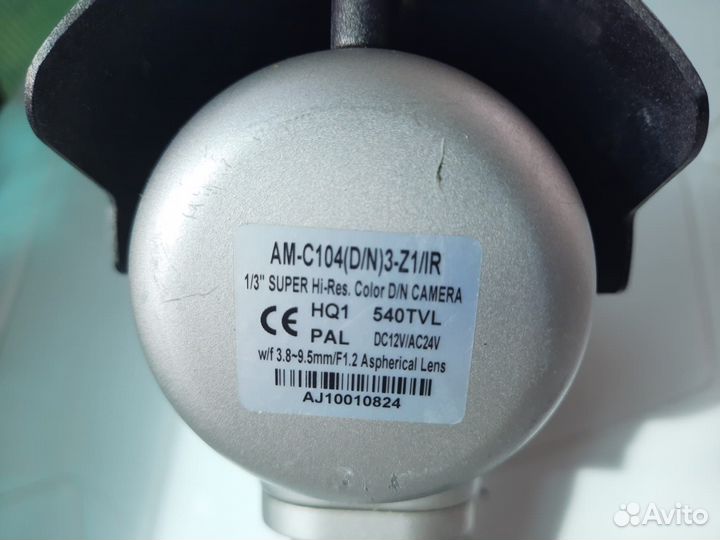 AM-C104(D/N)3-Z1/IR
1/3" SUPER Hi-Res. Color D/N CAMERA
CE HQ1 540TVL
PAL DC12V/AC24V
w/f 3.8~9.5mm/F1.2 Aspherical Lens
AJ10010824
Avito